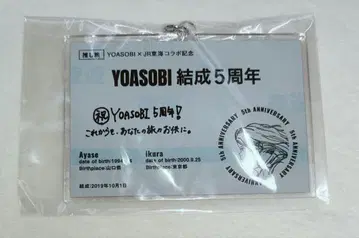 推し旅 YOASOBI×JR東海コラボ記念
YOASOBI 結成5周年
祝 YOASOBI 5周年!!
これからも、あなたの旅のお供に。
Ayase
date of birth:1994.4.
Birthplace:山口県
ikura
date of birth:2000.9.25
Birthplace:東京都
結成:2019年10月1日
5th ANNIVERSARY 5th ANNIVERSARY 5th ANNIVERSARY